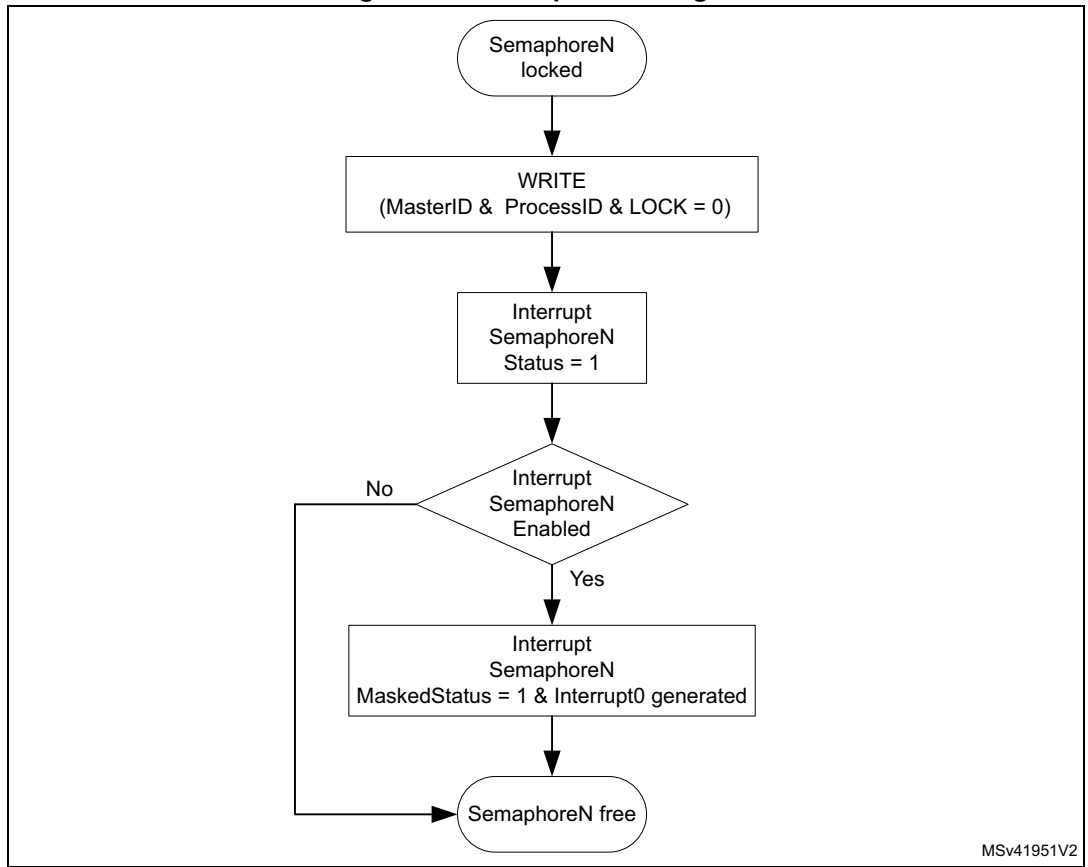 SemaphoreN
locked
WRITE
(MasterID &  ProcessID & LOCK = 0)
Interrupt
SemaphoreN
Status = 1
Interrupt
SemaphoreN
Enabled
No
Yes
Interrupt
SemaphoreN
MaskedStatus = 1 & Interrupt0 generated
SemaphoreN free
MSv41951V2